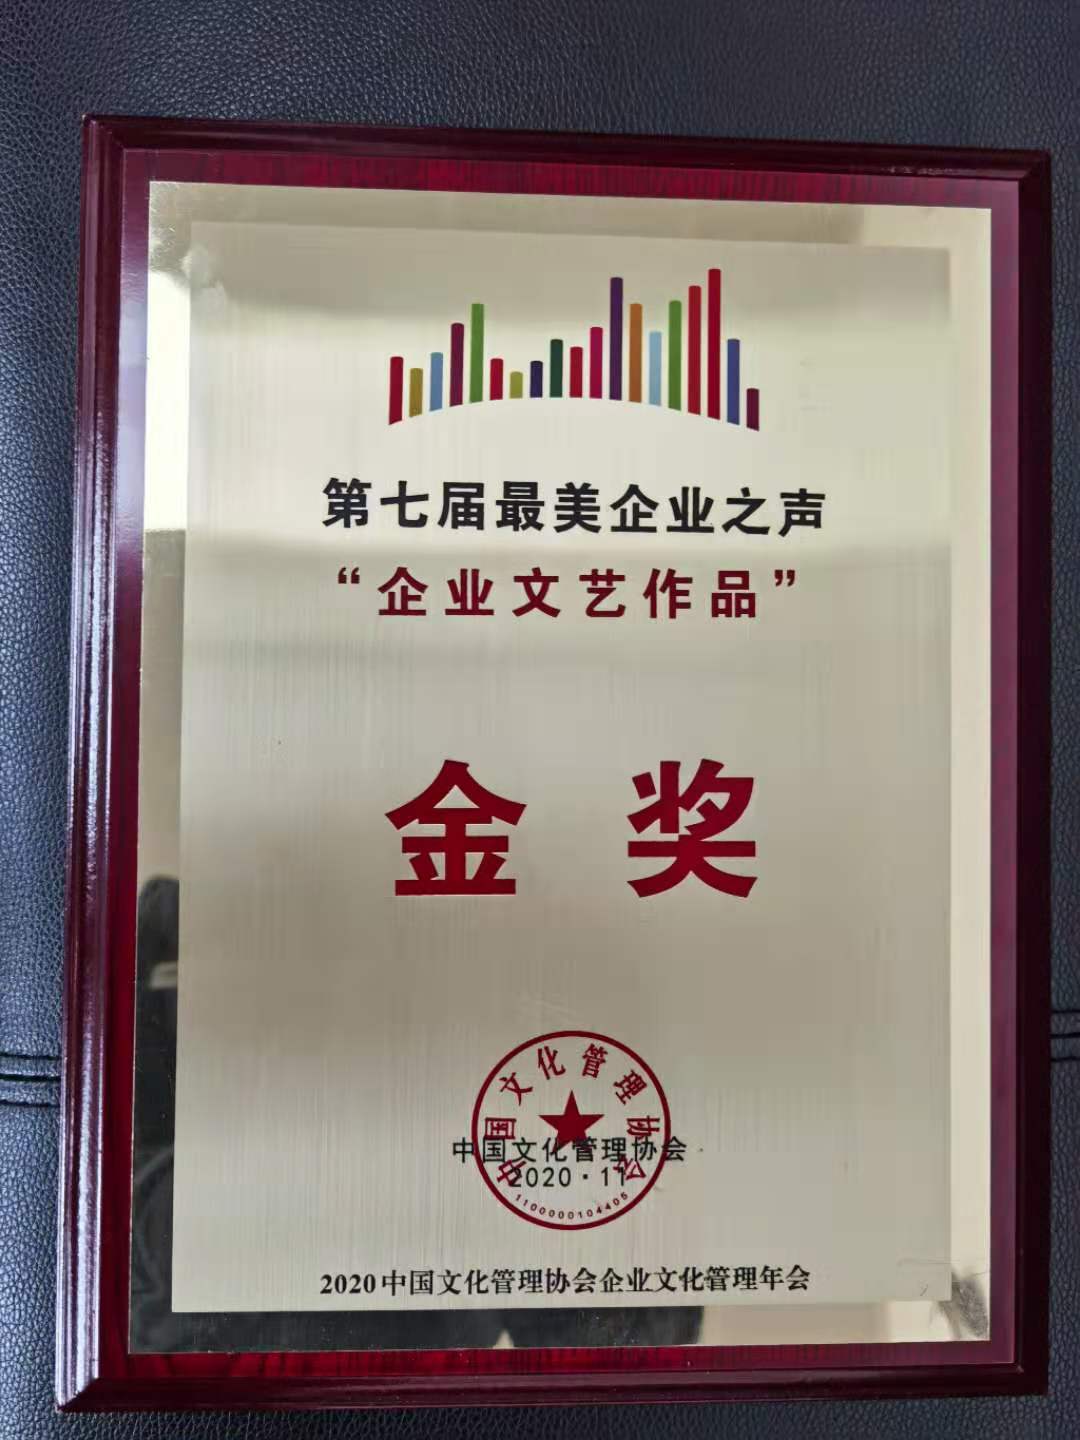 第七届最美企业之声
“企业文艺作品”
金奖
中国文化管理协会
中国文化管理协会
2020·11
1100000104405
2020中国文化管理协会企业文化管理年会